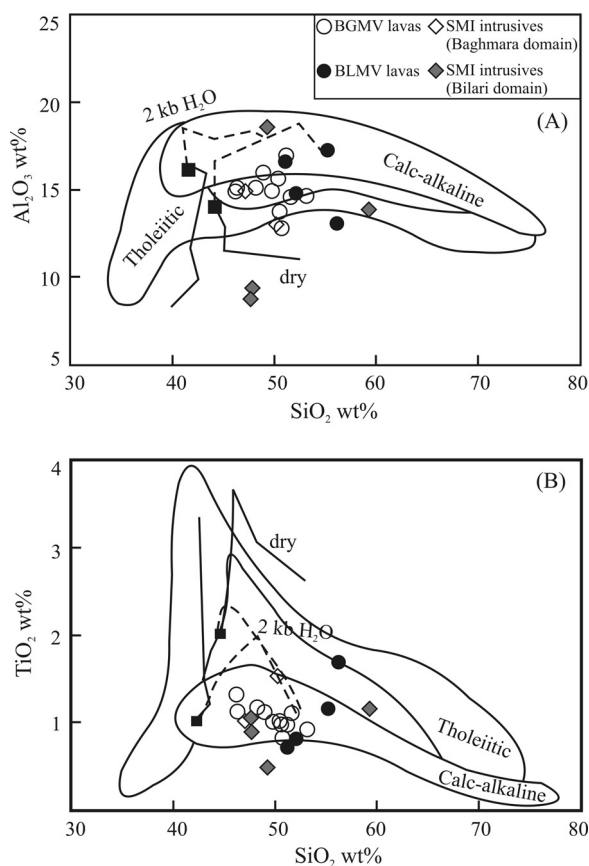 25
20
15
10
5
Al₂O₃ wt%
BGMV lavas
SMI intrusives
(Baghmara domain)
BLMV lavas
SMI intrusives
(Bilari domain)
(A)
2 kb H₂O
Calc-alkaline
Tholeiitic
dry
30 40 50 60 70 80
SiO₂ wt%
4
3
2
1
0
TiO₂ wt%
(B)
dry
2 kb H₂O
Tholeiitic
Calc-alkaline
30 40 50 60 70 80
SiO₂ wt%